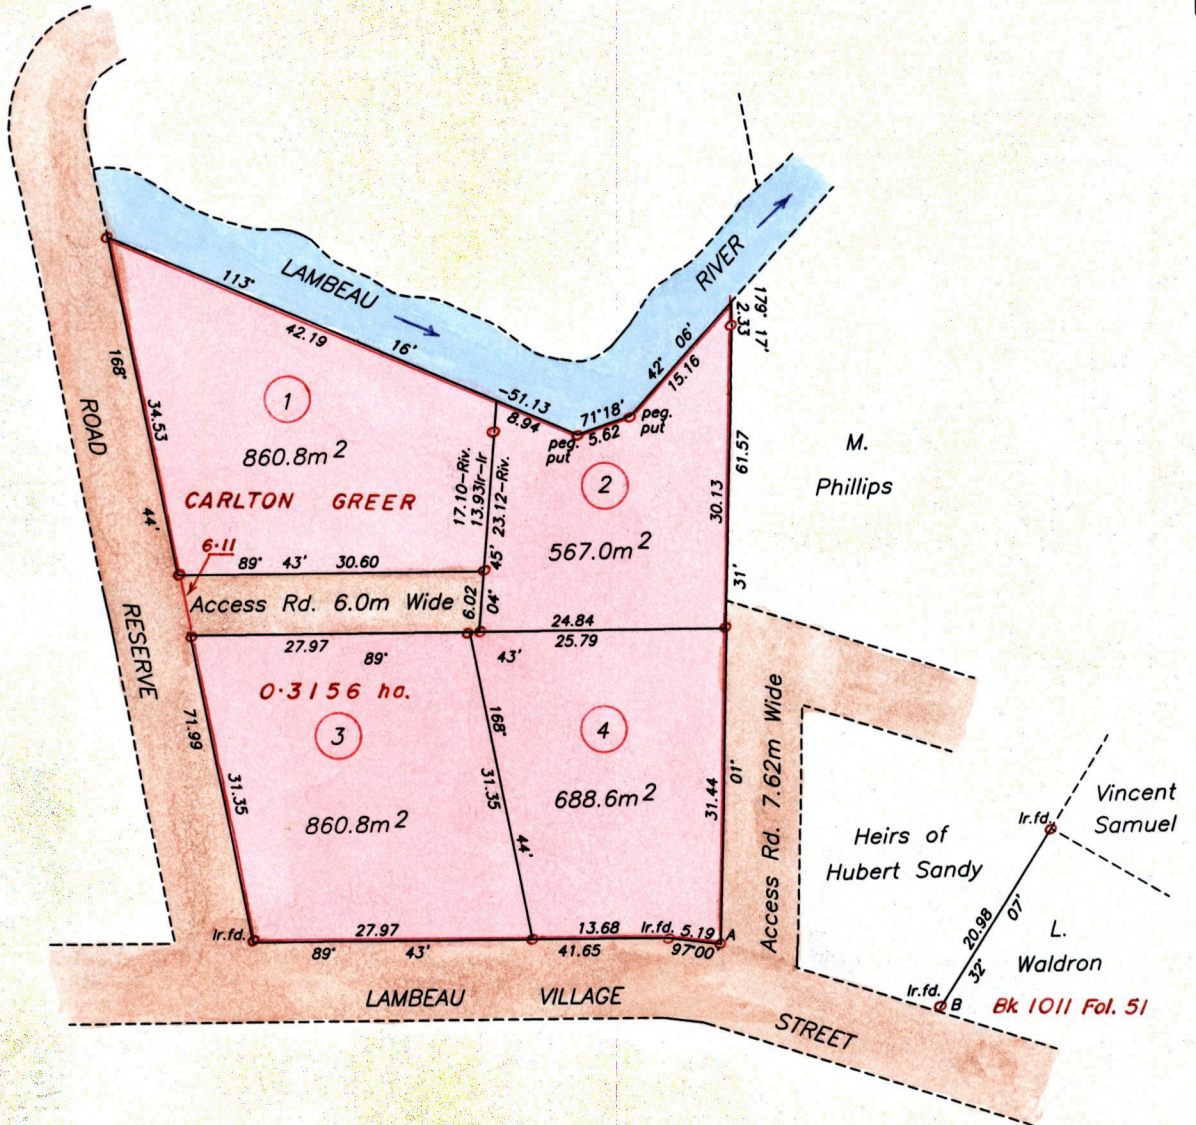 LAMBEAU
RIVER
113°
16'
42.19
-51.13
8.94
71°18'
5.62
peg.
put
peg.
put
42° 06'
15.16
179° 17'
2.33
168°
34.53
44'
ROAD
RESERVE
1
860.8m2
CARLTON GREER
17.10-Riv.
13.93Ir-Ir
23.12-Riv.
45'
04°
6.02
2
567.0m2
61.57
30.13
31'
M.
Phillips
6·11
89° 43' 30.60
Access Rd. 6.0m Wide
24.84
25.79
27.97
89°
43'
0·3156 ha.
3
860.8m2
71.99
31.35
168°
31.35
44'
4
688.6m2
31.44
01°
Access Rd. 7.62m Wide
Heirs of
Hubert Sandy
Vincent
Samuel
Ir.fd.
20.98
32° 07'
L.
Waldron
Ir.fd.
B
Bk 1011 Fol. 51
Ir.fd.
27.97
89° 43'
13.68
41.65
Ir.fd.
5.19
A
97°00'
LAMBEAU VILLAGE
STREET